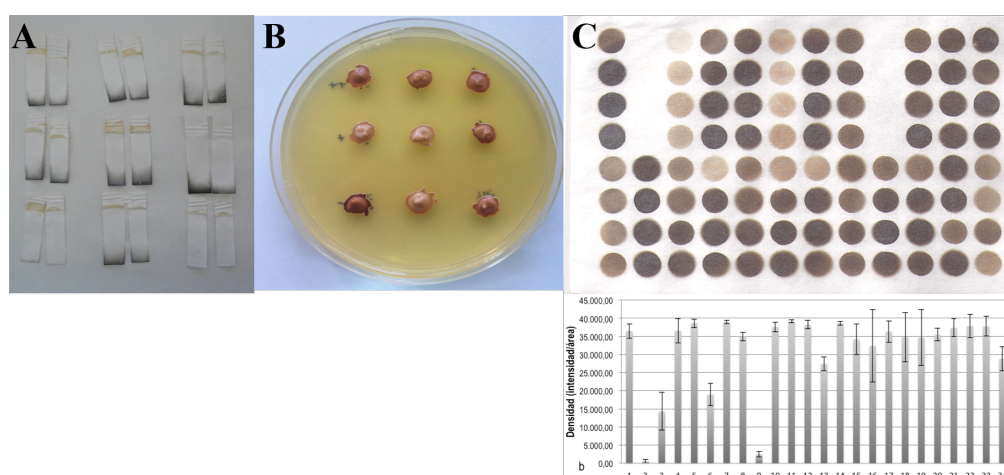 A
B
C
45.000,00
40.000,00
35.000,00
30.000,00
25.000,00
20.000,00
15.000,00
10.000,00
5.000,00
0,00
Densidad (intensidad/área)
b
1 2 3 4 5 6 7 8 9 10 11 12 13 14 15 16 17 18 19 20 21 22 23